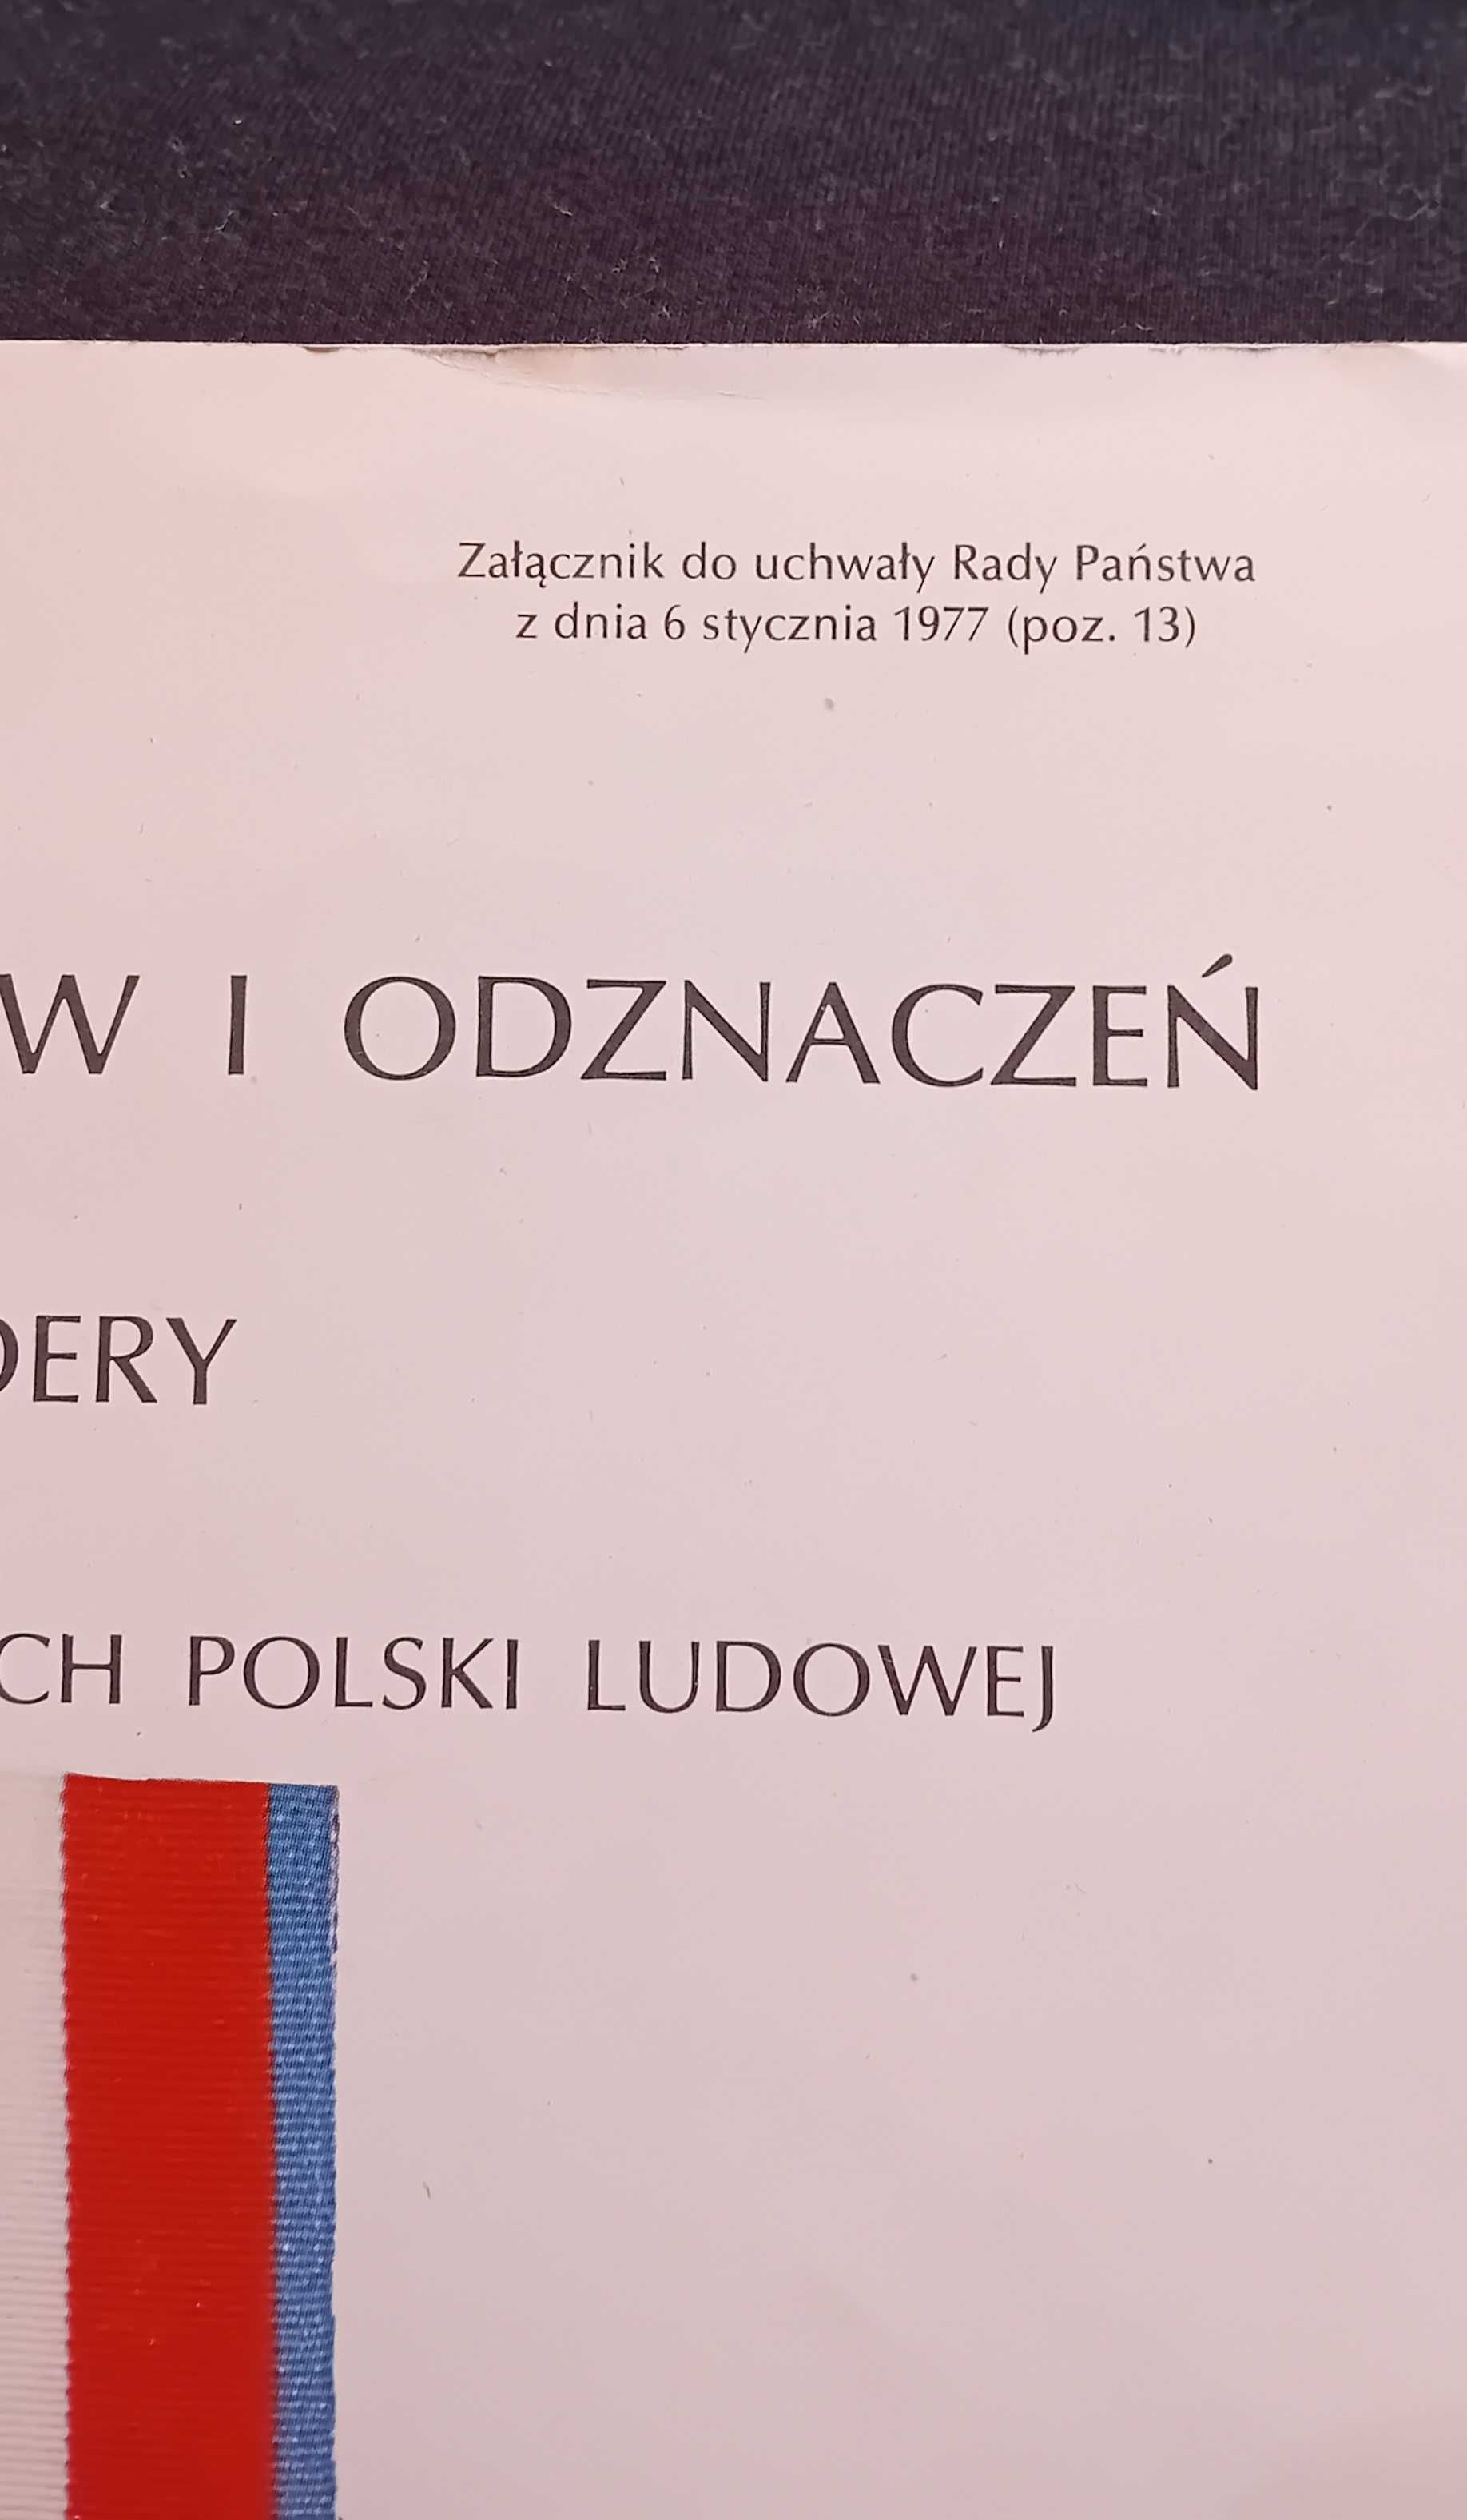 Załącznik do uchwały Rady Państwa
z dnia 6 stycznia 1977 (poz. 13)
W I ODZNACZEŃ
DERY
CH POLSKI LUDOWEJ